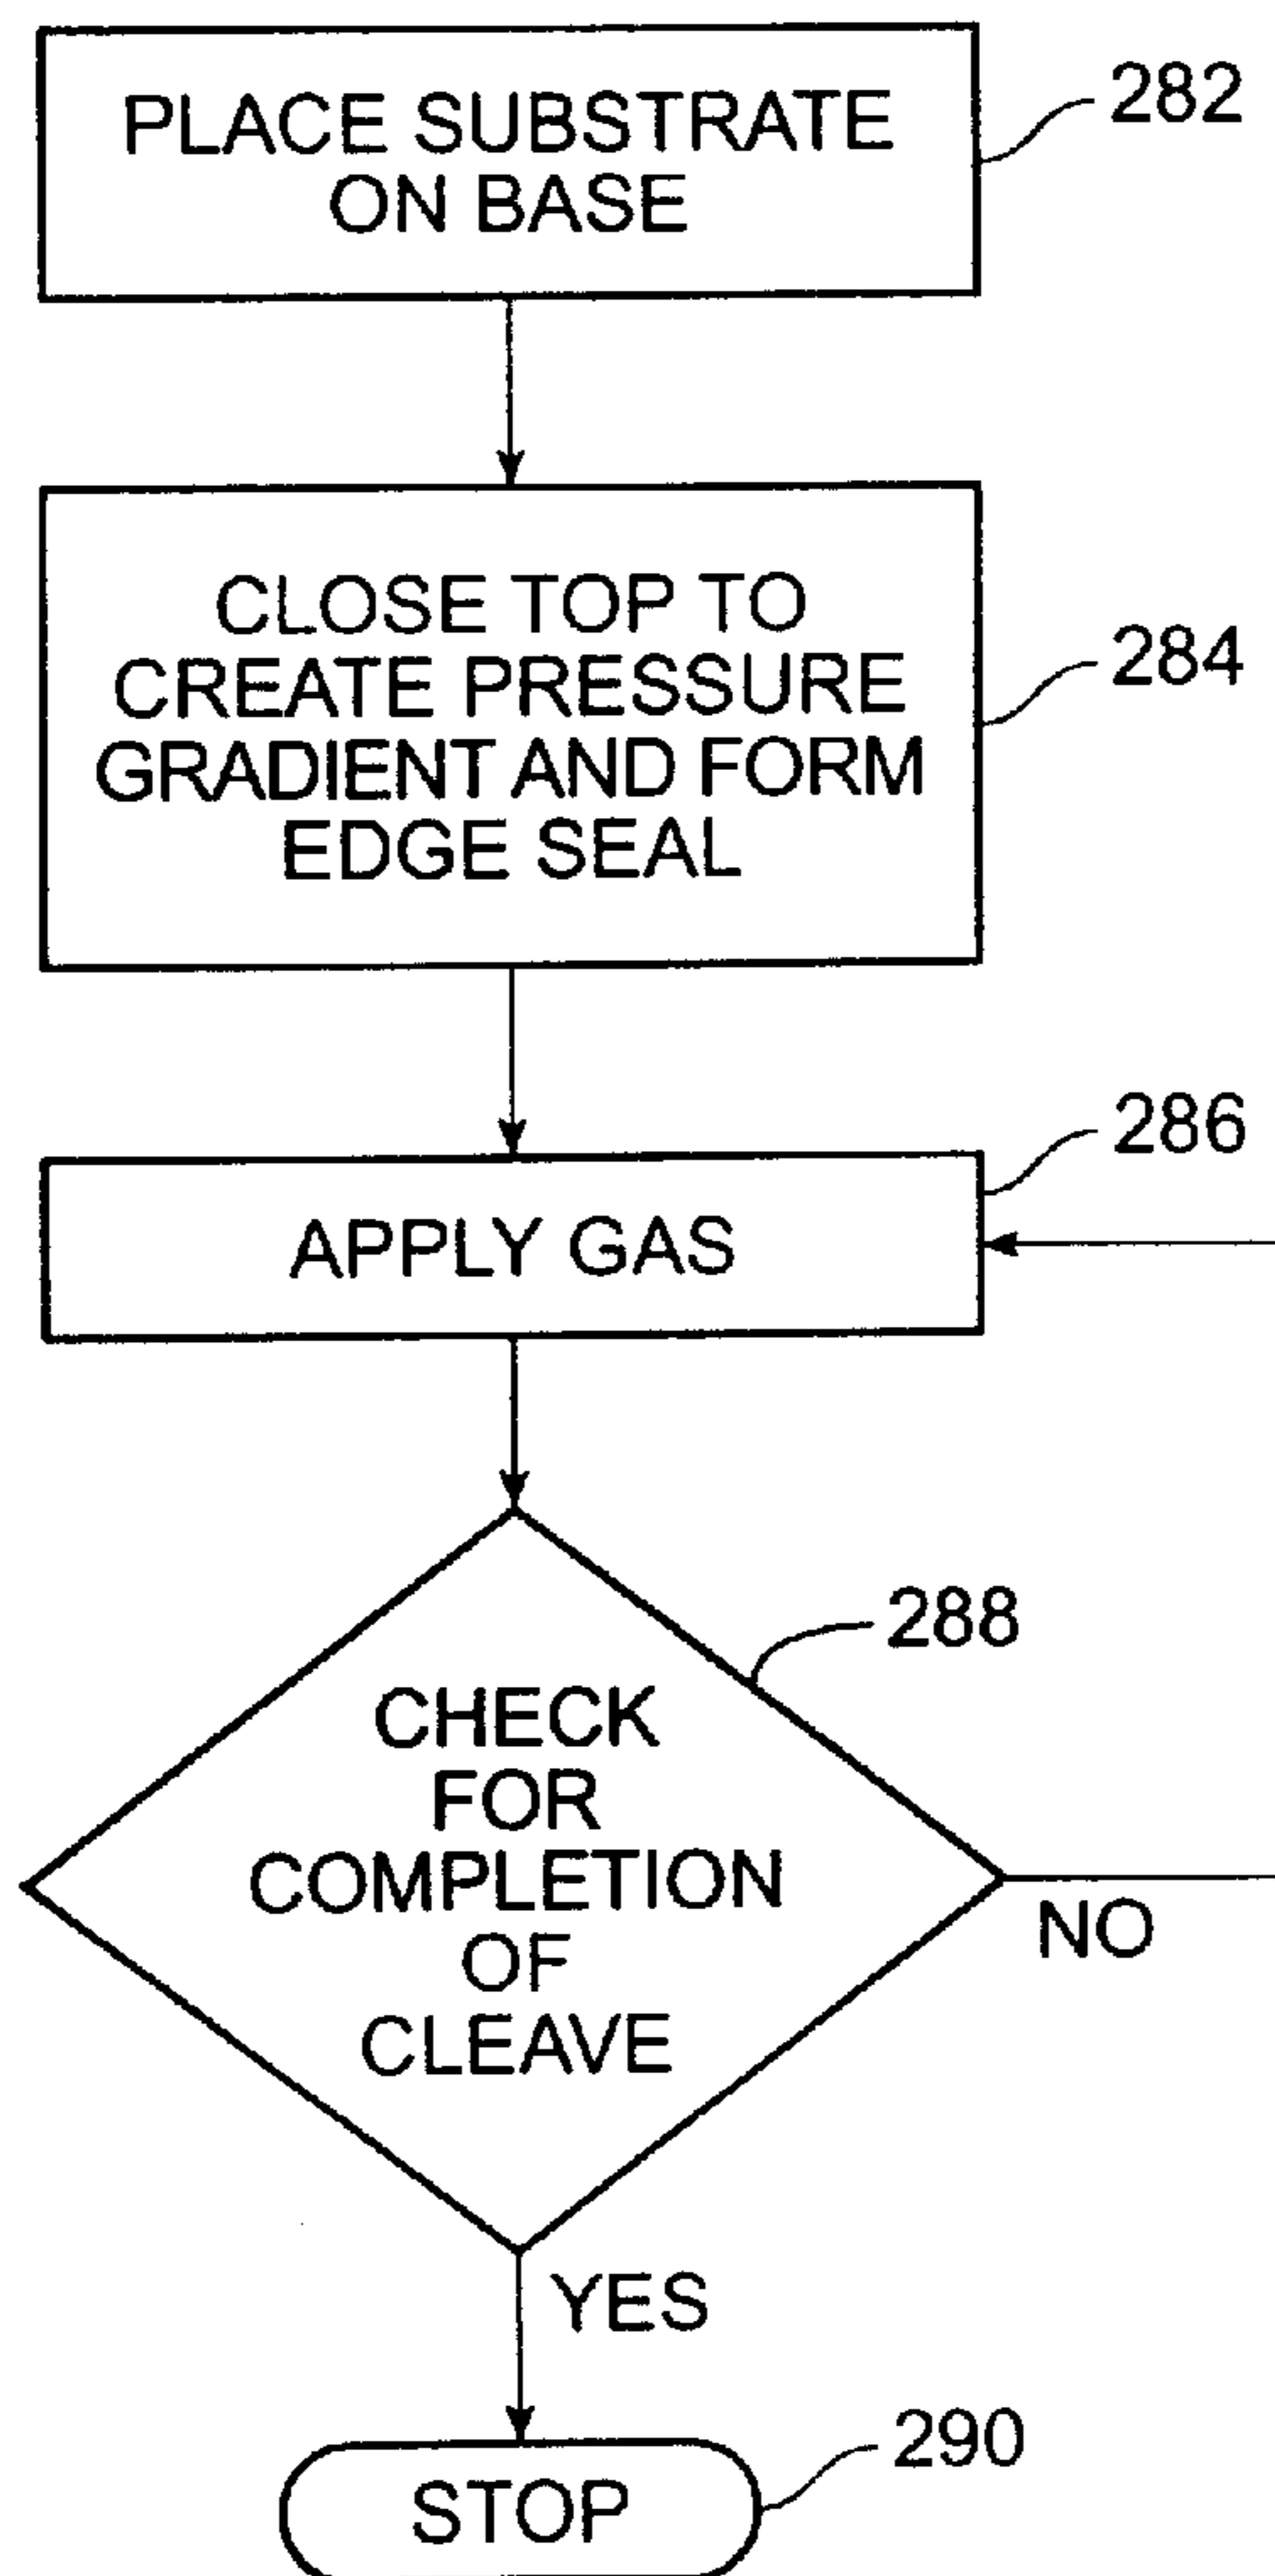 PLACE SUBSTRATE
ON BASE
282
CLOSE TOP TO
CREATE PRESSURE
GRADIENT AND FORM
EDGE SEAL
284
286
APPLY GAS
288
CHECK
FOR
COMPLETION
OF
CLEAVE
NO
YES
290
STOP